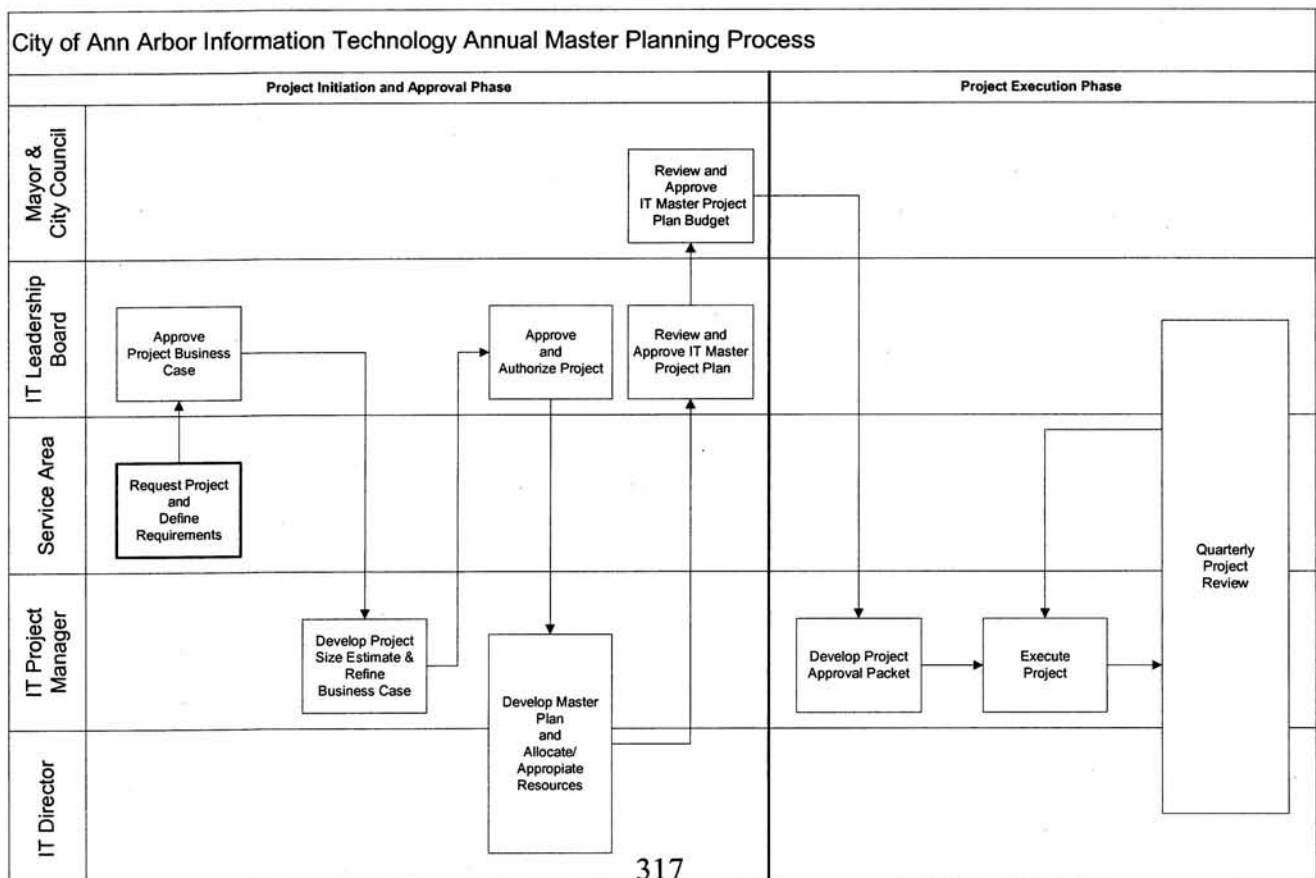 City of Ann Arbor Information Technology Annual Master Planning Process
Project Initiation and Approval Phase
Project Execution Phase
Mayor &
City Council
Review and
Approve
IT Master Project
Plan Budget
IT Leadership
Board
Approve
Project Business
Case
Approve
and
Authorize Project
Review and
Approve IT Master
Project Plan
Service Area
Request Project
and
Define
Requirements
Quarterly
Project
Review
IT Project
Manager
Develop Project
Size Estimate &
Refine
Business Case
Develop Master
Plan
and
Allocate/
Appropiate
Resources
Develop Project
Approval Packet
Execute
Project
IT Director
317